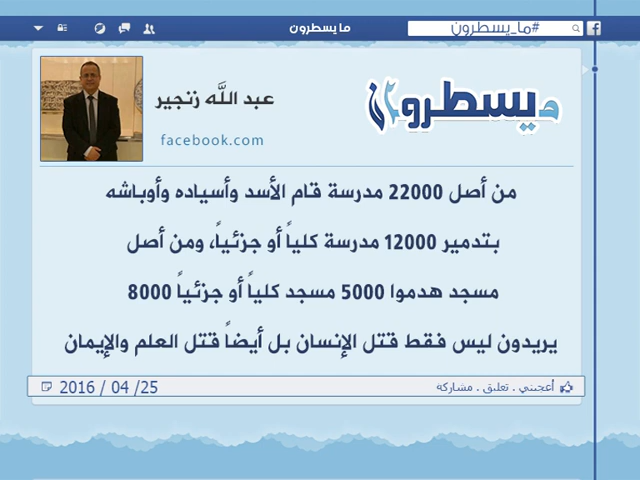 ما يسطرون
#ما_يسطرون
ما يسطرون
عبد الله زنجير
facebook.com
من أصل 22000 مدرسة قام الأسد وأسياده وأوباشه
بتدمير 12000 مدرسة كلياً أو جزئياً، ومن أصل
مسجد هدموا 5000 مسجد كلياً أو جزئياً 8000
يريدون ليس فقط قتل الإنسان بل أيضاً قتل العلم والإيمان
أعجبني . تعليق . مشاركة
2016 / 04 /25